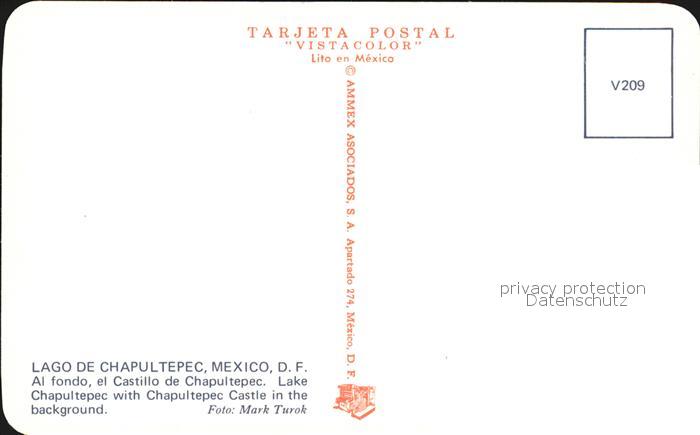 TARJETA POSTAL
"VISTACOLOR"
Lito en México
© AMMEX ASOCIADOS, S. A. Apartado 274, México, D. F.
V209
privacy protection
Datenschutz
LAGO DE CHAPULTEPEC, MEXICO, D. F.
Al fondo, el Castillo de Chapultepec. Lake
Chapultepec with Chapultepec Castle in the
background. Foto: Mark Turok